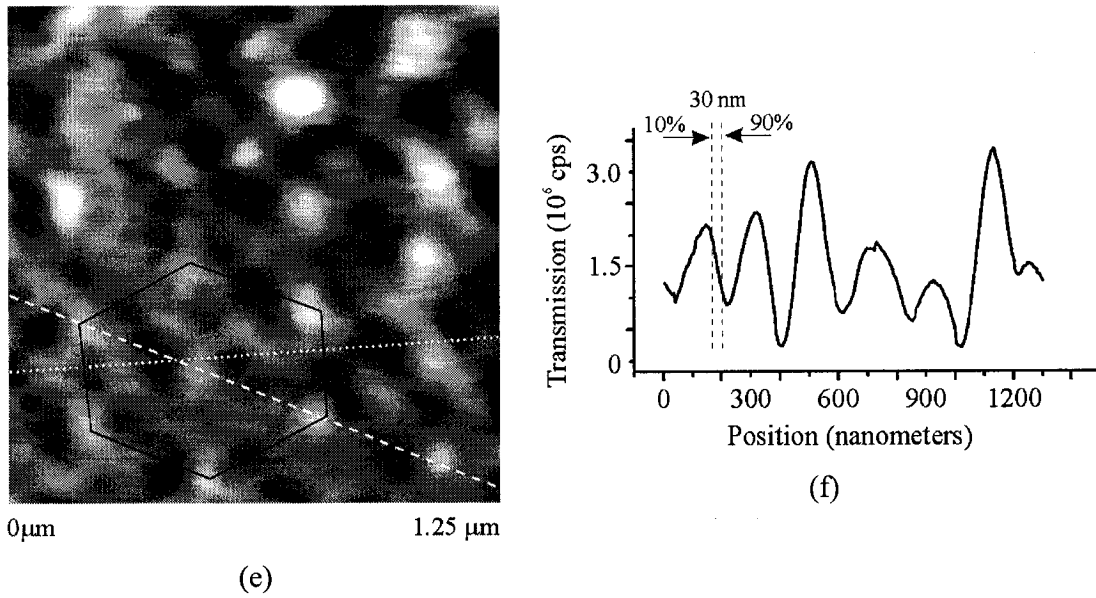 0µm
1.25 µm
(e)
30 nm
10%
90%
Transmission (10⁶ cps)
3.0
1.5
0
0
300
600
900
1200
Position (nanometers)
(f)